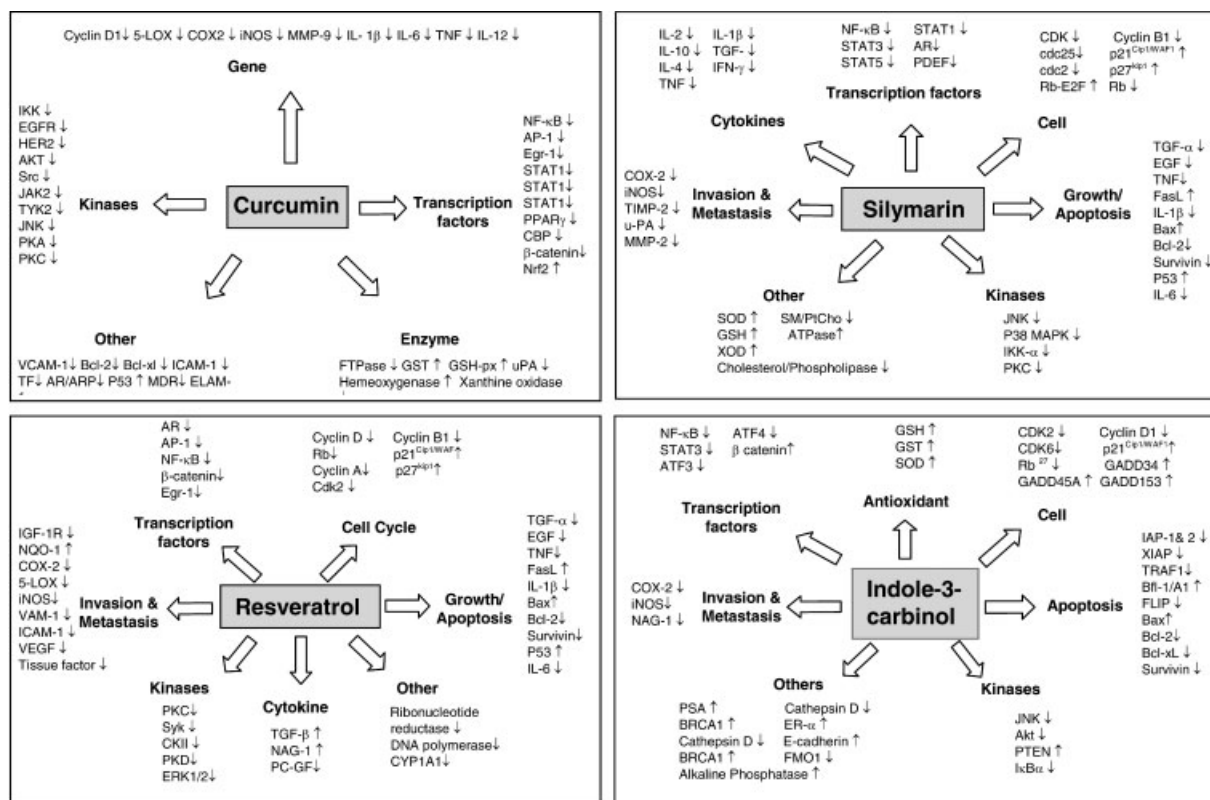 Cyclin D1↓ 5-LOX ↓ COX2↓ iNOS ↓ MMP-9 ↓ IL- 1β↓ IL-6 ↓ TNF ↓ IL-12 ↓
Gene
IKK ↓
EGFR ↓
HER2 ↓
AKT ↓
Src ↓
JAK2 ↓
TYK2 ↓
JNK ↓
PKA ↓
PKC ↓
Kinases
Curcumin
Transcription
factors
NF-κB ↓
AP-1 ↓
Egr-1↓
STAT1↓
STAT1↓
STAT1↓
PPARγ↓
CBP ↓
β-catenin↓
Nrf2 ↑
Other
VCAM-1↓ Bcl-2↓ Bcl-xl ↓ ICAM-1 ↓
TF↓ AR/ARP↓ P53 ↑ MDR↓ ELAM-
Enzyme
FTPase ↓ GST ↑ GSH-px ↑ uPA ↓
Hemeoxygenase ↑ Xanthine oxidase
IL-2 ↓ IL-1β ↓
IL-10 ↓ TGF- ↓
IL-4 ↓ IFN-γ ↓
TNF ↓
Cytokines
NF-κB ↓ STAT1 ↓
STAT3 ↓ AR↓
STAT5 ↓ PDEF↓
Transcription factors
CDK ↓ Cyclin B1 ↓
cdc25↓ p21Cip1/WAF1 ↑
cdc2 ↓ p27kip1 ↑
Rb-E2F ↑ Rb ↓
Cell
COX-2 ↓
iNOS↓
TIMP-2 ↓
u-PA ↓
MMP-2 ↓
Invasion &
Metastasis
Silymarin
Growth/
Apoptosis
TGF-α ↓
EGF ↓
TNF↓
FasL ↑
IL-1β ↓
Bax↑
Bcl-2↓
Survivin ↓
P53 ↑
IL-6 ↓
Other
SOD ↑ SM/PtCho ↓
GSH ↑ ATPase↑
XOD ↑
Cholesterol/Phospholipase ↓
Kinases
JNK ↓
P38 MAPK ↓
IKK-α ↓
PKC ↓
AR ↓
AP-1 ↓
NF-κB ↓
β-catenin↓
Egr-1↓
Transcription
factors
Cyclin D ↓ Cyclin B1 ↓
Rb↓ p21Cip1/WAF↑
Cyclin A↓ p27kip1↑
Cdk2 ↓
Cell Cycle
IGF-1R ↓
NQO-1 ↑
COX-2 ↓
5-LOX ↓
iNOS↓
VAM-1 ↓
ICAM-1 ↓
VEGF ↓
Tissue factor ↓
Invasion &
Metastasis
Resveratrol
Growth/
Apoptosis
TGF-α ↓
EGF ↓
TNF↓
FasL ↑
IL-1β ↓
Bax↑
Bcl-2↓
Survivin↓
P53 ↑
IL-6 ↓
Kinases
PKC↓
Syk ↓
CKII ↓
PKD↓
ERK1/2↓
Cytokine
TGF-β ↑
NAG-1 ↑
PC-GF↓
Other
Ribonucleotide
reductase ↓
DNA polymerase↓
CYP1A1↓
NF-κB ↓ ATF4 ↓
STAT3 ↓ β catenin↑
ATF3 ↓
Transcription
factors
GSH ↑
GST ↑
SOD ↑
Antioxidant
CDK2 ↓ Cyclin D1 ↓
CDK6↓ p21Cip1/WAF1↑
Rb 27 ↓ GADD34 ↑
GADD45A ↑ GADD153 ↑
Cell
COX-2 ↓
iNOS↓
NAG-1 ↓
Invasion &
Metastasis
Indole-3-
carbinol
Apoptosis
IAP-1& 2 ↓
XIAP ↓
TRAF1↓
Bfl-1/A1 ↑
FLIP ↓
Bax↑
Bcl-2↓
Bcl-xL ↓
Survivin ↓
Others
PSA ↑ Cathepsin D ↓
BRCA1 ↑ ER-α ↑
Cathepsin D ↓ E-cadherin ↑
BRCA1 ↑ FMO1 ↓
Alkaline Phosphatase ↑
Kinases
JNK ↓
Akt ↓
PTEN ↑
IκBα ↓